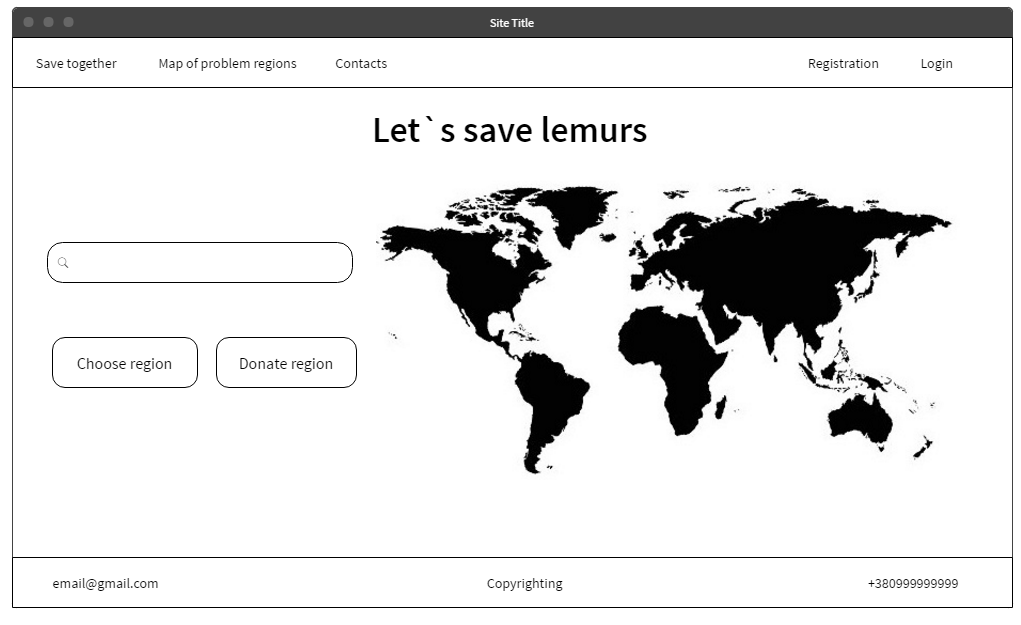 Site Title
Save together Map of problem regions Contacts Registration Login
Let`s save lemurs
Choose region Donate region
email@gmail.com Copyrighting +380999999999